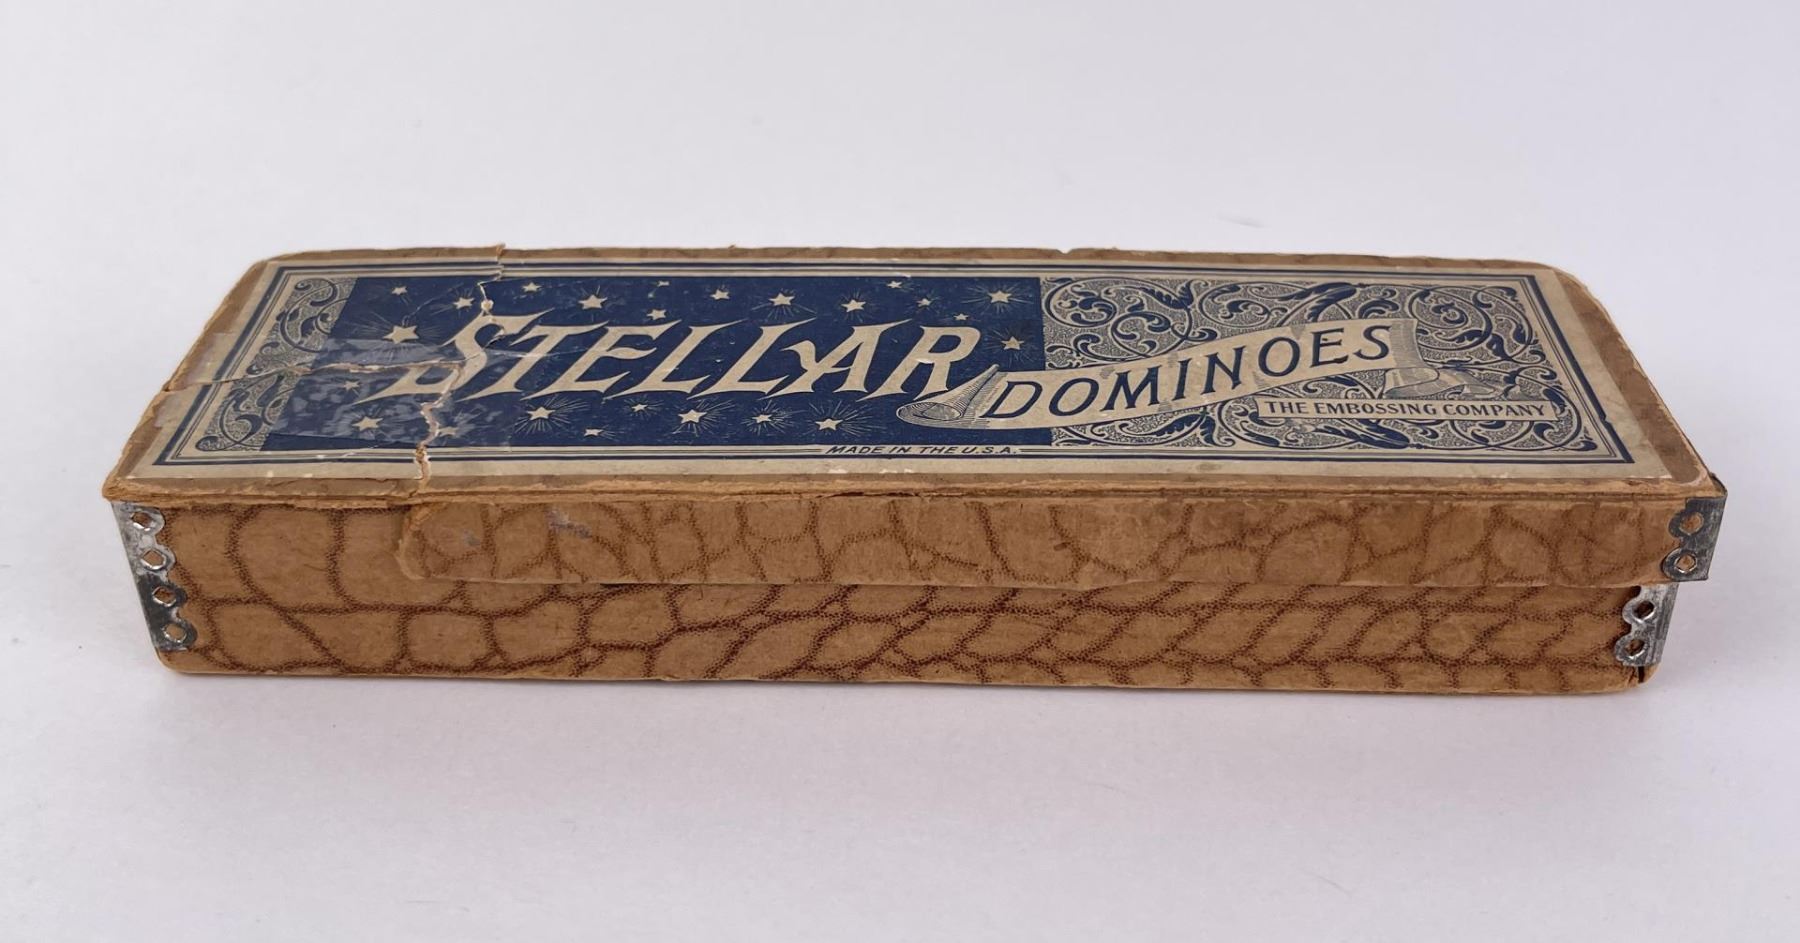 STELLAR
DOMINOES
THE EMBOSSING COMPANY
MADE IN THE U.S.A.